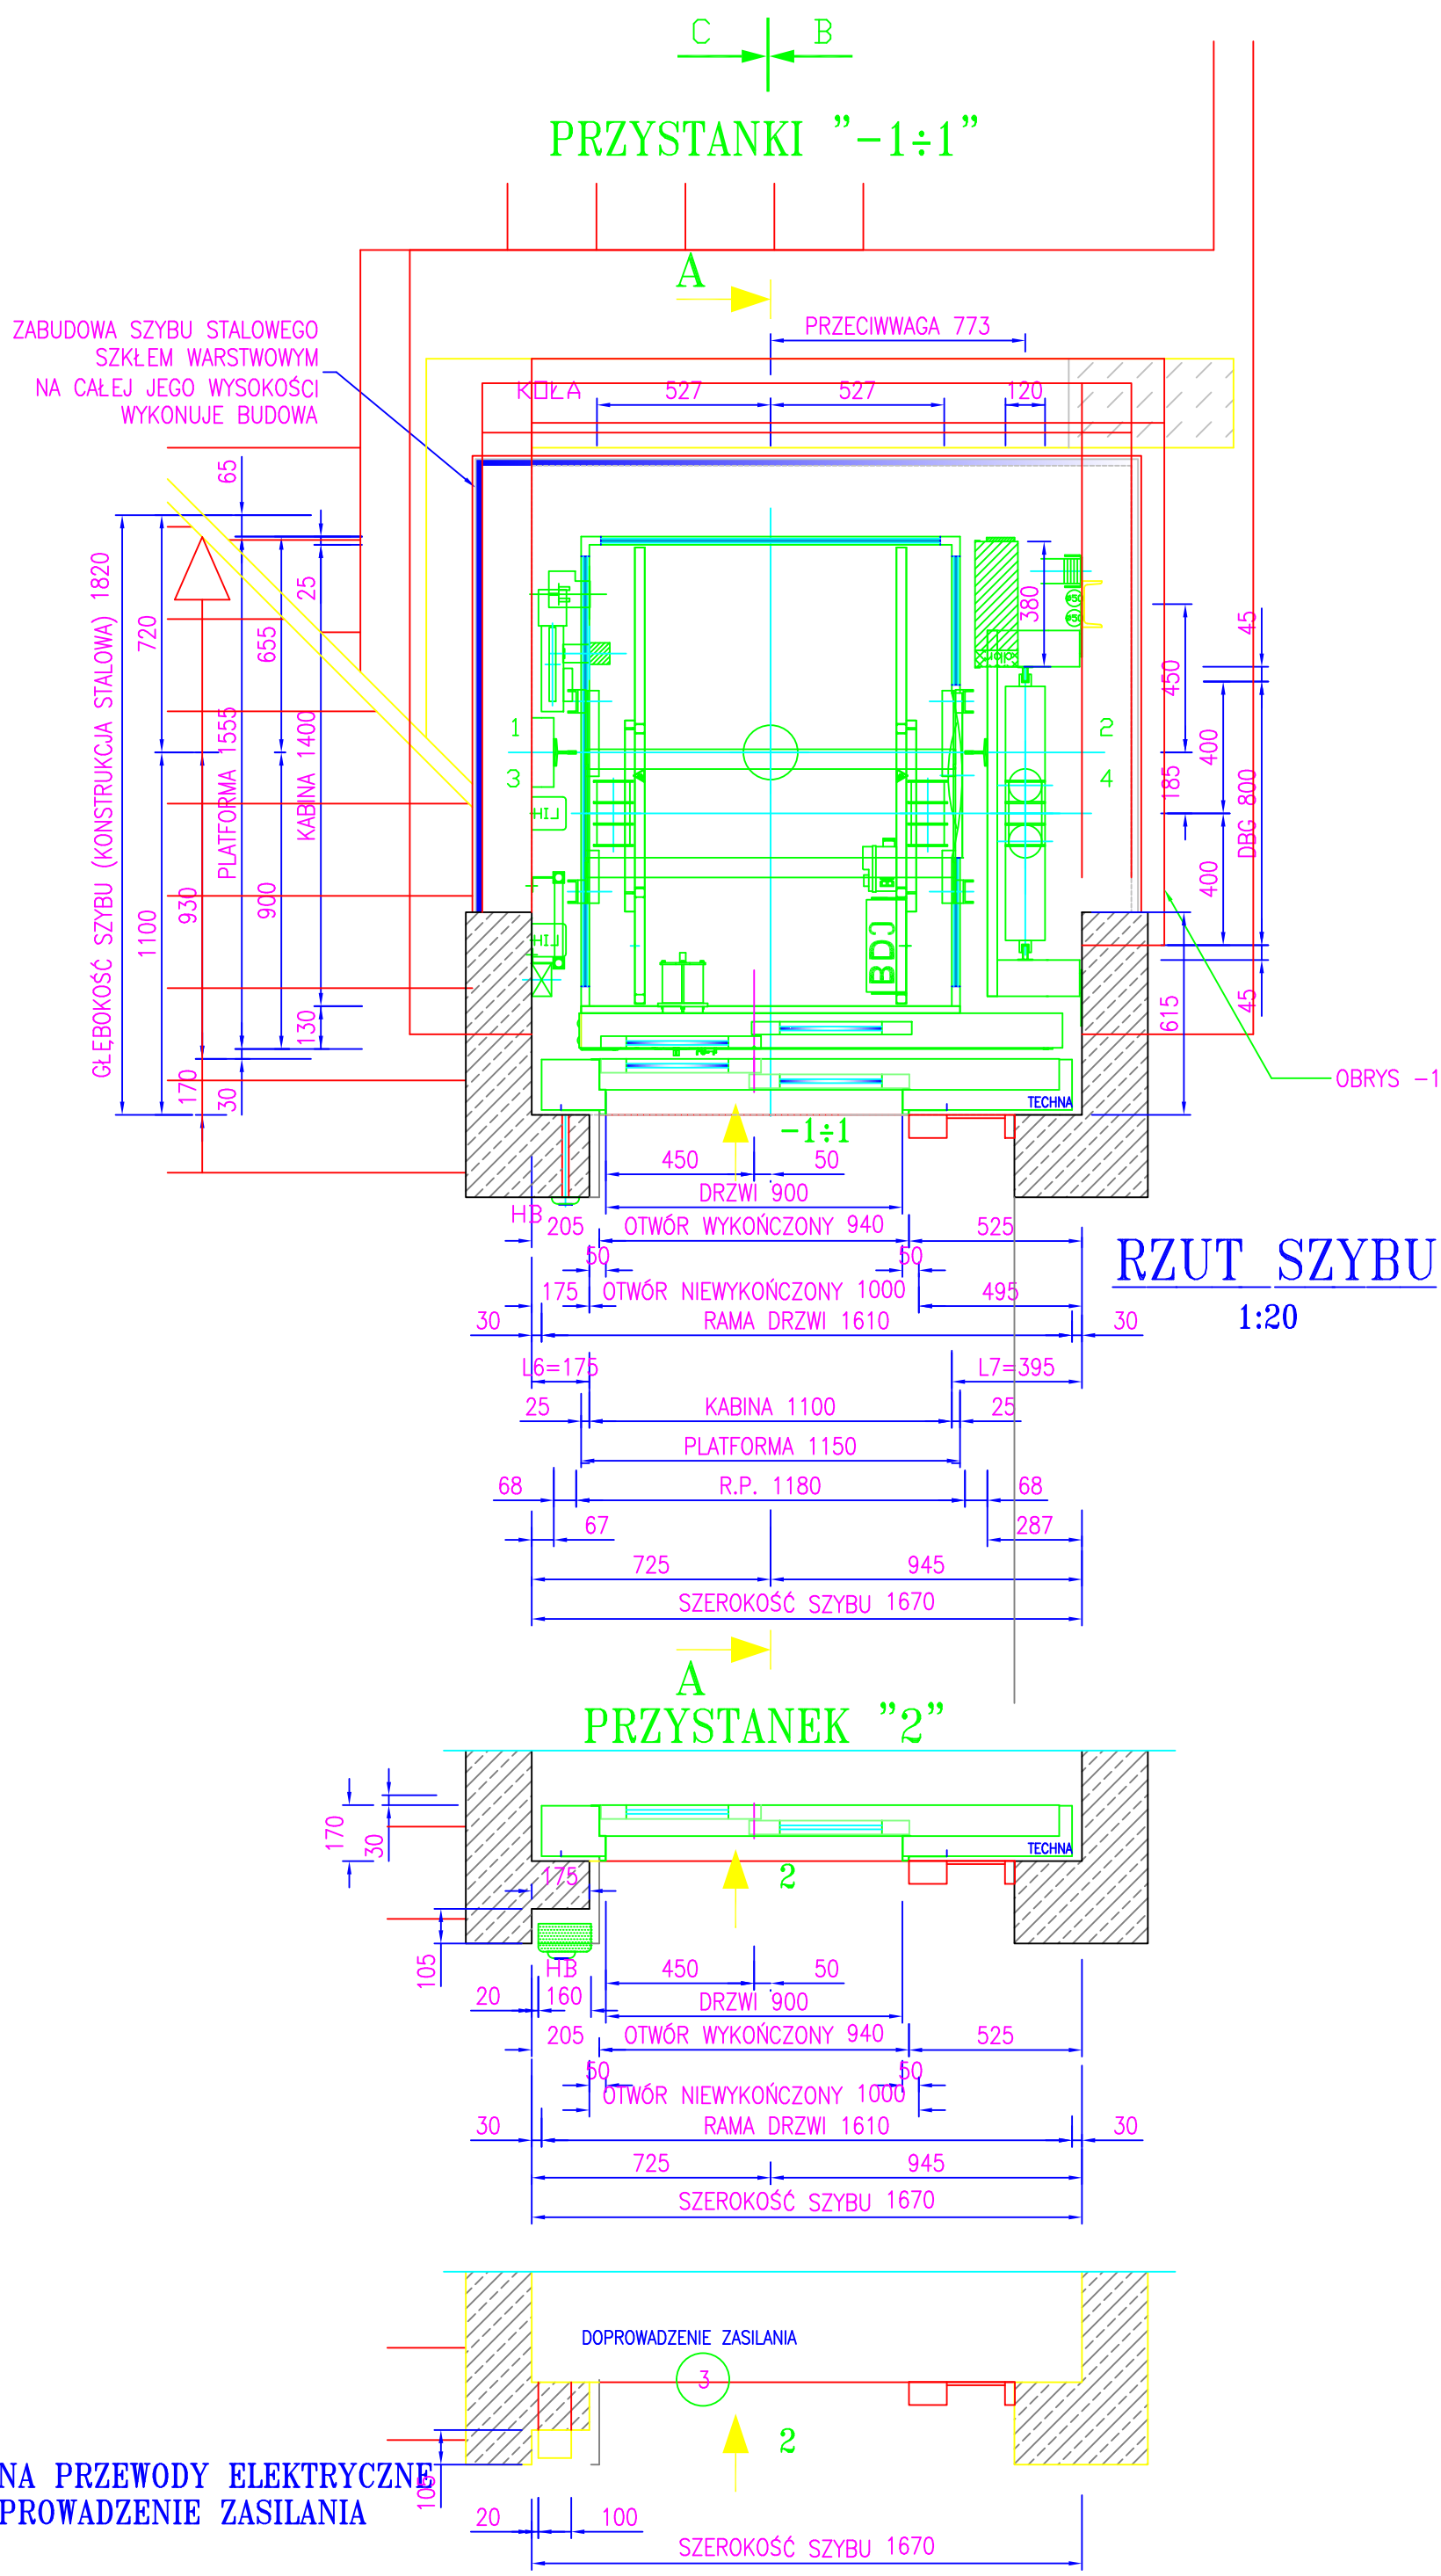 C B
PRZYSTANKI "-1÷1"
A
PRZECIWWAGA 773
ZABUDOWA SZYBU STALOWEGO
SZKŁEM WARSTWOWYM
NA CAŁEJ JEGO WYSOKOŚCI
WYKONUJE BUDOWA
KOŁA
527
527
120
GŁĘBOKOŚĆ SZYBU (KONSTRUKCJA STALOWA) 1820
720
1100
930
170
65
PLATFORMA 1555
30
655
900
25
KABINA 1400
130
380
1
3
2
4
450
185
400
400
45
DBG 800
45
615
OBRYS -1
TECHNA
-1÷1
450
50
DRZWI 900
HB
205
OTWÓR WYKOŃCZONY 940
525
50
50
175
OTWÓR NIEWYKOŃCZONY 1000
495
30
RAMA DRZWI 1610
30
RZUT SZYBU
1:20
L6=175
L7=395
25
KABINA 1100
25
PLATFORMA 1150
68
R.P. 1180
68
67
287
725
945
SZEROKOŚĆ SZYBU 1670
A
PRZYSTANEK "2"
170
30
TECHNA
175
2
105
HB
450
50
20
160
DRZWI 900
205
OTWÓR WYKOŃCZONY 940
525
50
50
OTWÓR NIEWYKOŃCZONY 1000
30
RAMA DRZWI 1610
30
725
945
SZEROKOŚĆ SZYBU 1670
DOPROWADZENIE ZASILANIA
3
2
NA PRZEWODY ELEKTRYCZNE
PROWADZENIE ZASILANIA
105
20
100
SZEROKOŚĆ SZYBU 1670